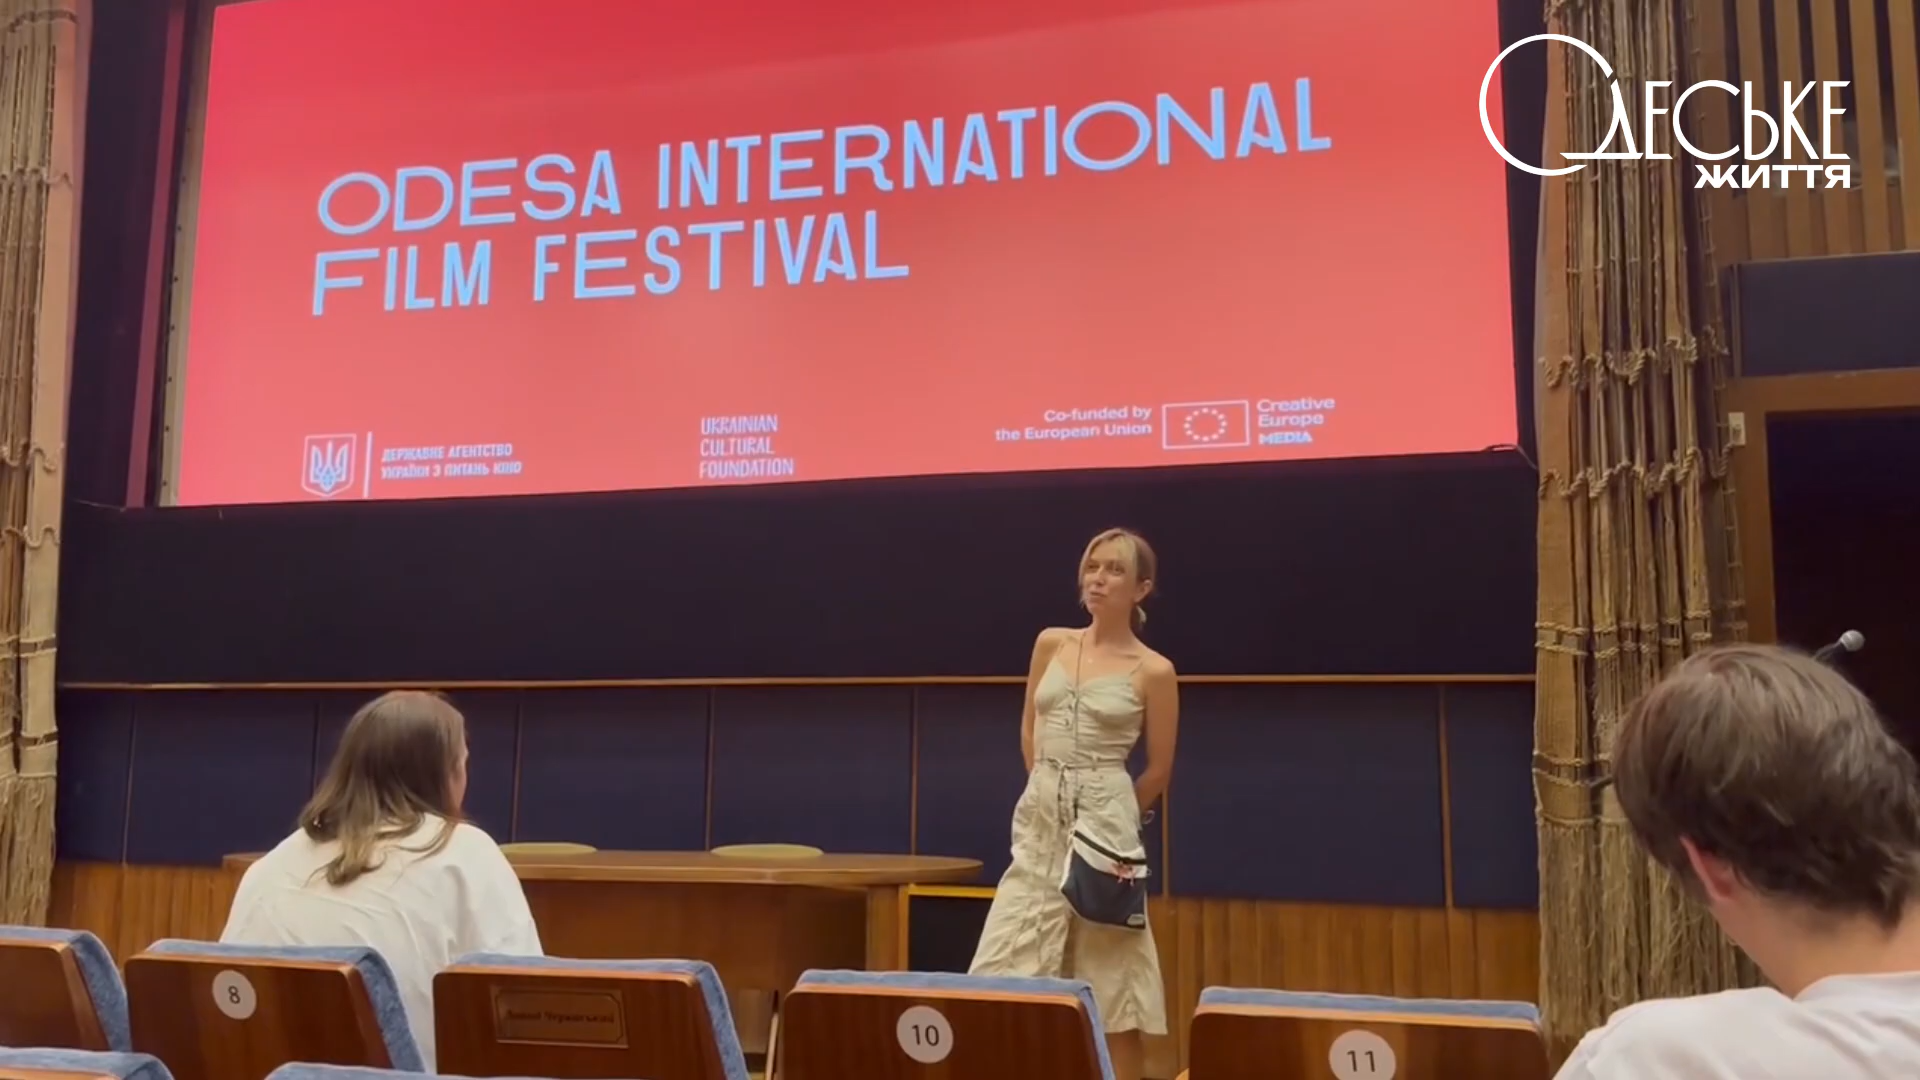 ОДЕСЬКЕ
ЖИТТЯ
ODESA INTERNATIONAL
FILM FESTIVAL
ДЕРЖАВНЕ АГЕНТСТВО
УКРАЇНИ З ПИТАНЬ КІНО
UKRAINIAN
CULTURAL
FOUNDATION
Co-funded by
the European Union
Creative
Europe
MEDIA
8
10
11